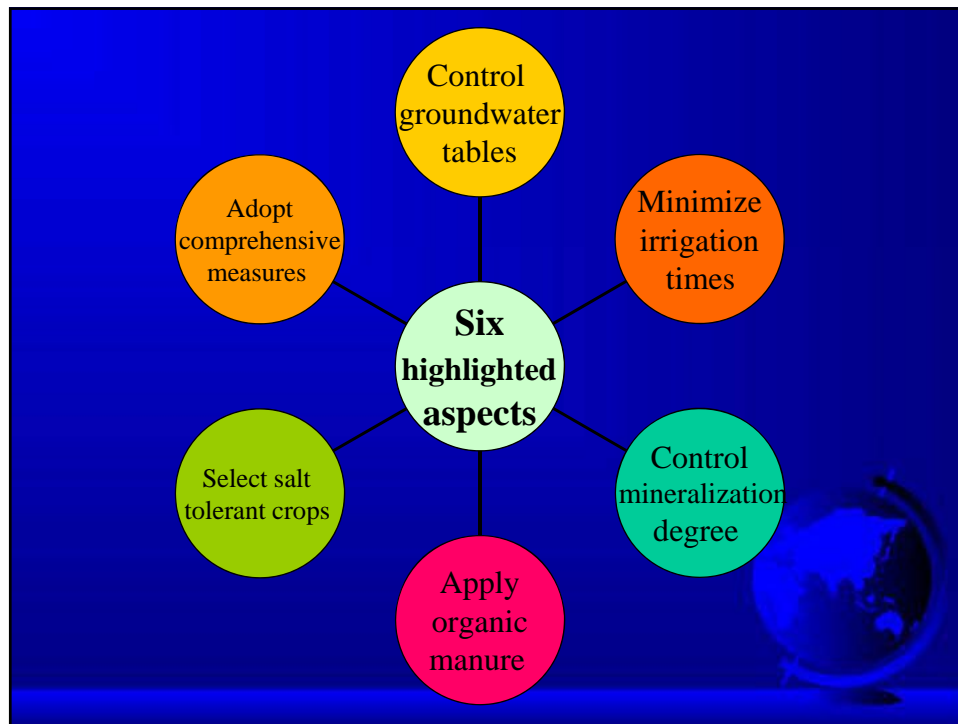 Six
highlighted
aspects
Control
groundwater
tables
Minimize
irrigation
times
Control
mineralization
degree
Apply
organic
manure
Select salt
tolerant crops
Adopt
comprehensive
measures